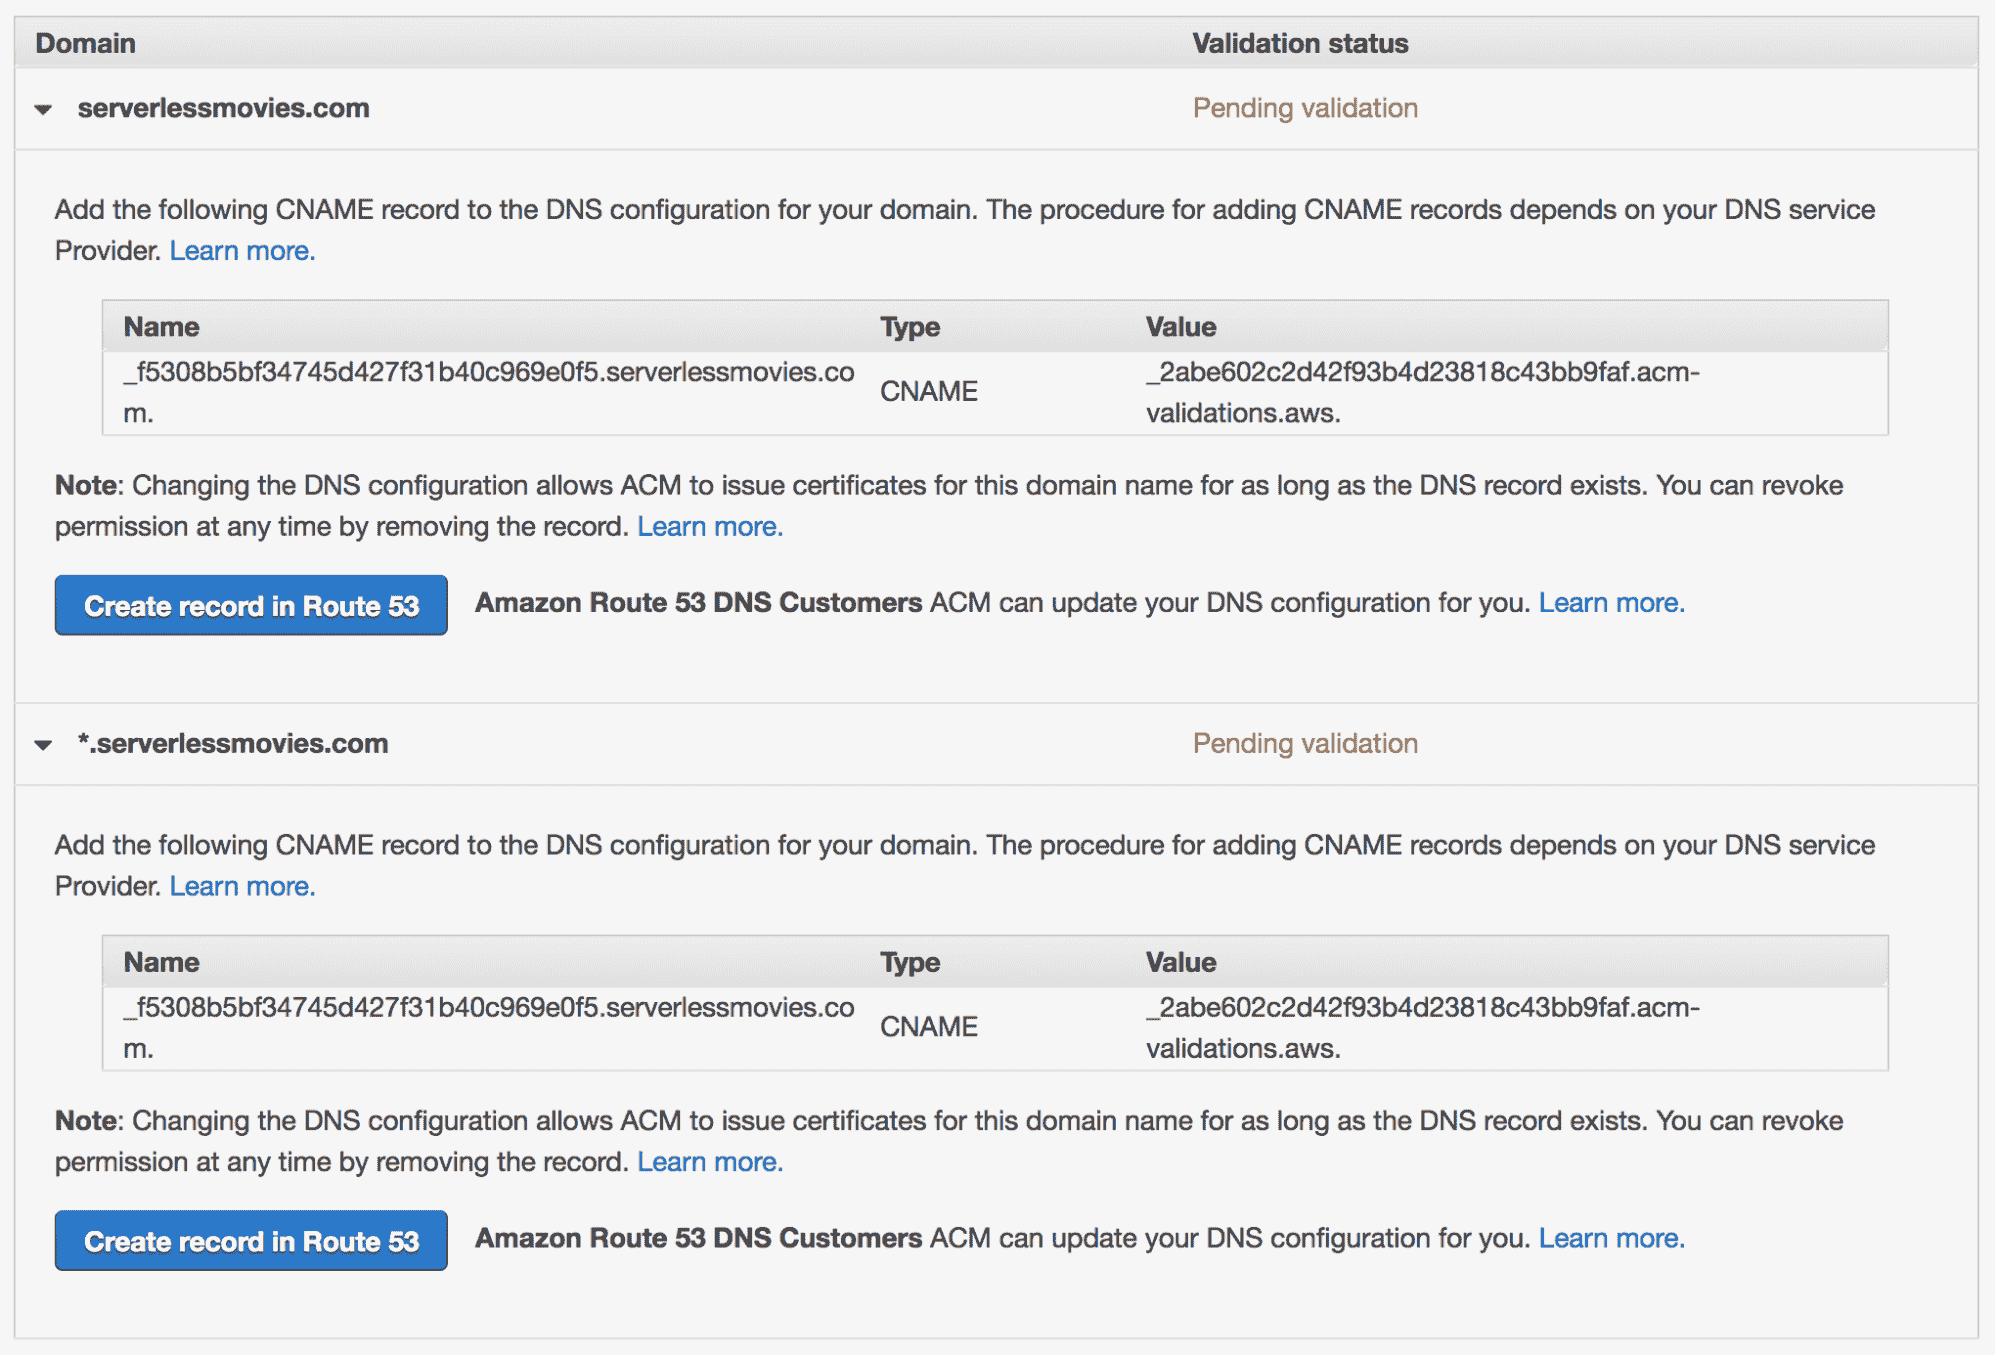 Domain Validation status
serverlessmovies.com Pending validation
Add the following CNAME record to the DNS configuration for your domain. The procedure for adding CNAME records depends on your DNS service
Provider. Learn more.
Name Type Value
_f5308b5bf34745d427f31b40c969e0f5.serverlessmovies.co
m.
CNAME
_2abe602c2d42f93b4d23818c43bb9faf.acm-
validations.aws.
Note: Changing the DNS configuration allows ACM to issue certificates for this domain name for as long as the DNS record exists. You can revoke
permission at any time by removing the record. Learn more.
Create record in Route 53 Amazon Route 53 DNS Customers ACM can update your DNS configuration for you. Learn more.
*.serverlessmovies.com Pending validation
Add the following CNAME record to the DNS configuration for your domain. The procedure for adding CNAME records depends on your DNS service
Provider. Learn more.
Name Type Value
_f5308b5bf34745d427f31b40c969e0f5.serverlessmovies.co
m.
CNAME
_2abe602c2d42f93b4d23818c43bb9faf.acm-
validations.aws.
Note: Changing the DNS configuration allows ACM to issue certificates for this domain name for as long as the DNS record exists. You can revoke
permission at any time by removing the record. Learn more.
Create record in Route 53 Amazon Route 53 DNS Customers ACM can update your DNS configuration for you. Learn more.